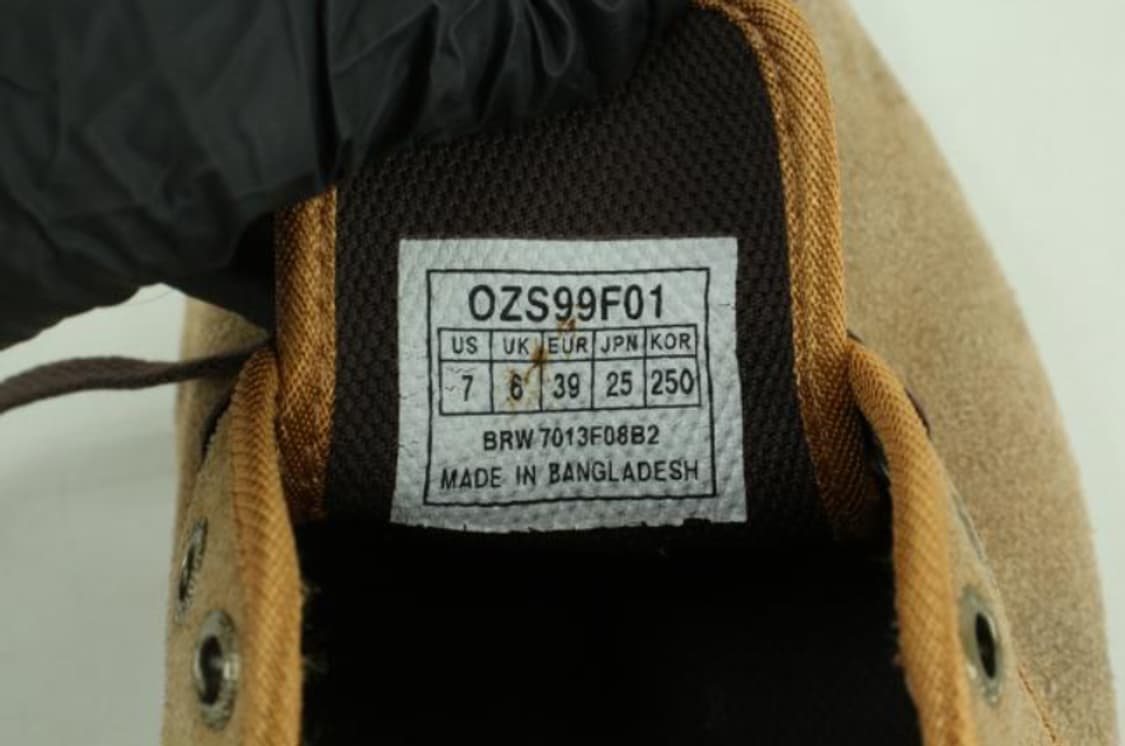 OZS99F01
US UK EUR JPN KOR
7 6 39 25 250
BRW 7013F08B2
MADE IN BANGLADESH